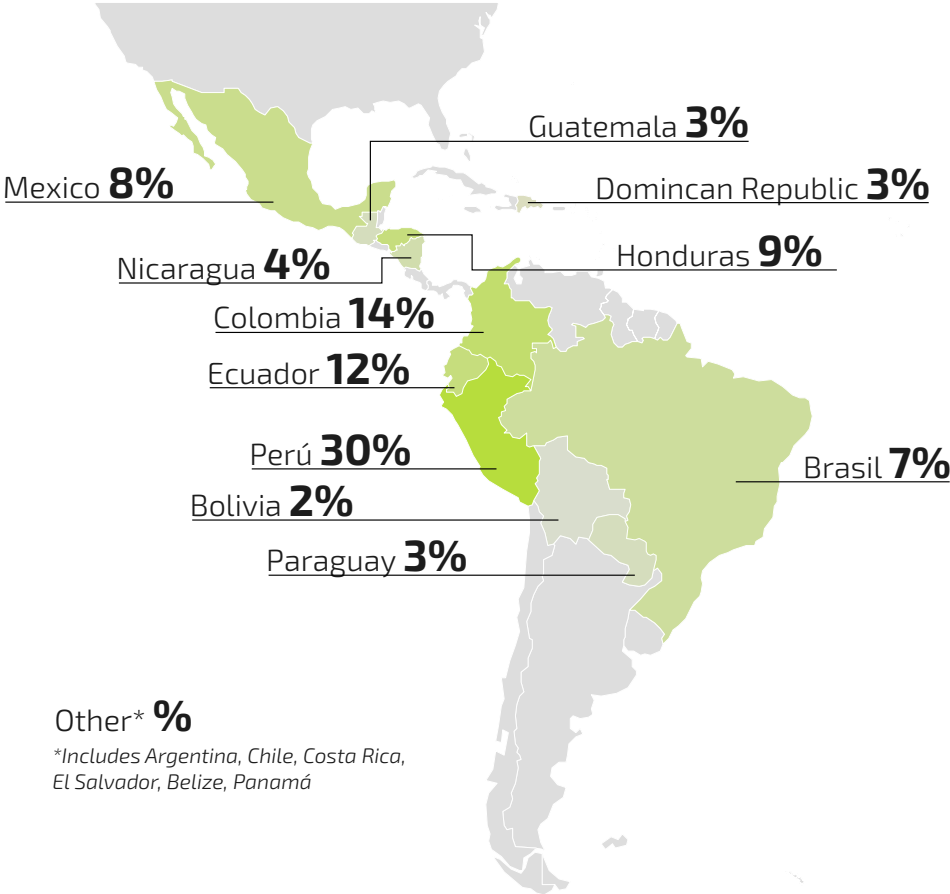 Guatemala 3%
Mexico 8%
Domincan Republic 3%
Honduras 9%
Nicaragua 4%
Colombia 14%
Ecuador 12%
Perú 30%
Brasil 7%
Bolivia 2%
Paraguay 3%
Other* %
*Includes Argentina, Chile, Costa Rica,
El Salvador, Belize, Panamá